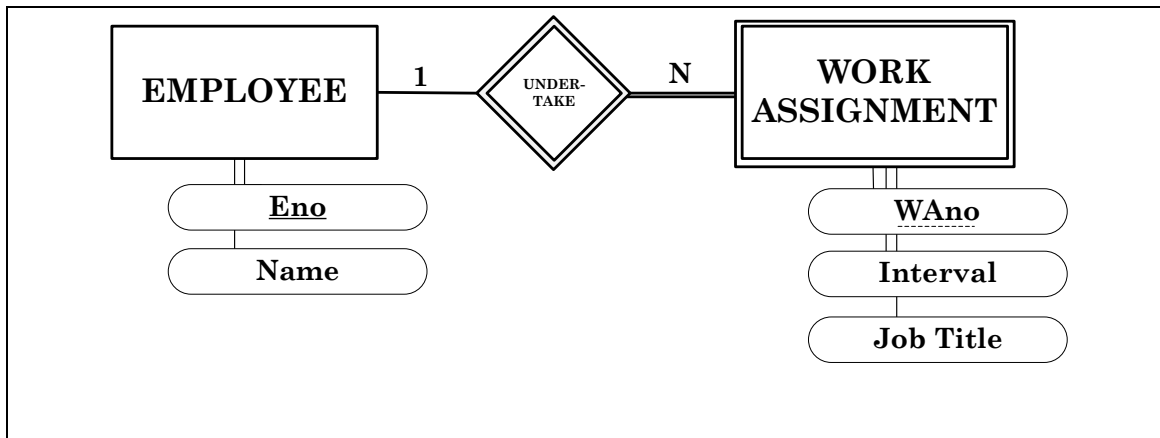 EMPLOYEE
1
UNDER-
TAKE
N
WORK
ASSIGNMENT
Eno
Name
WAno
Interval
Job Title